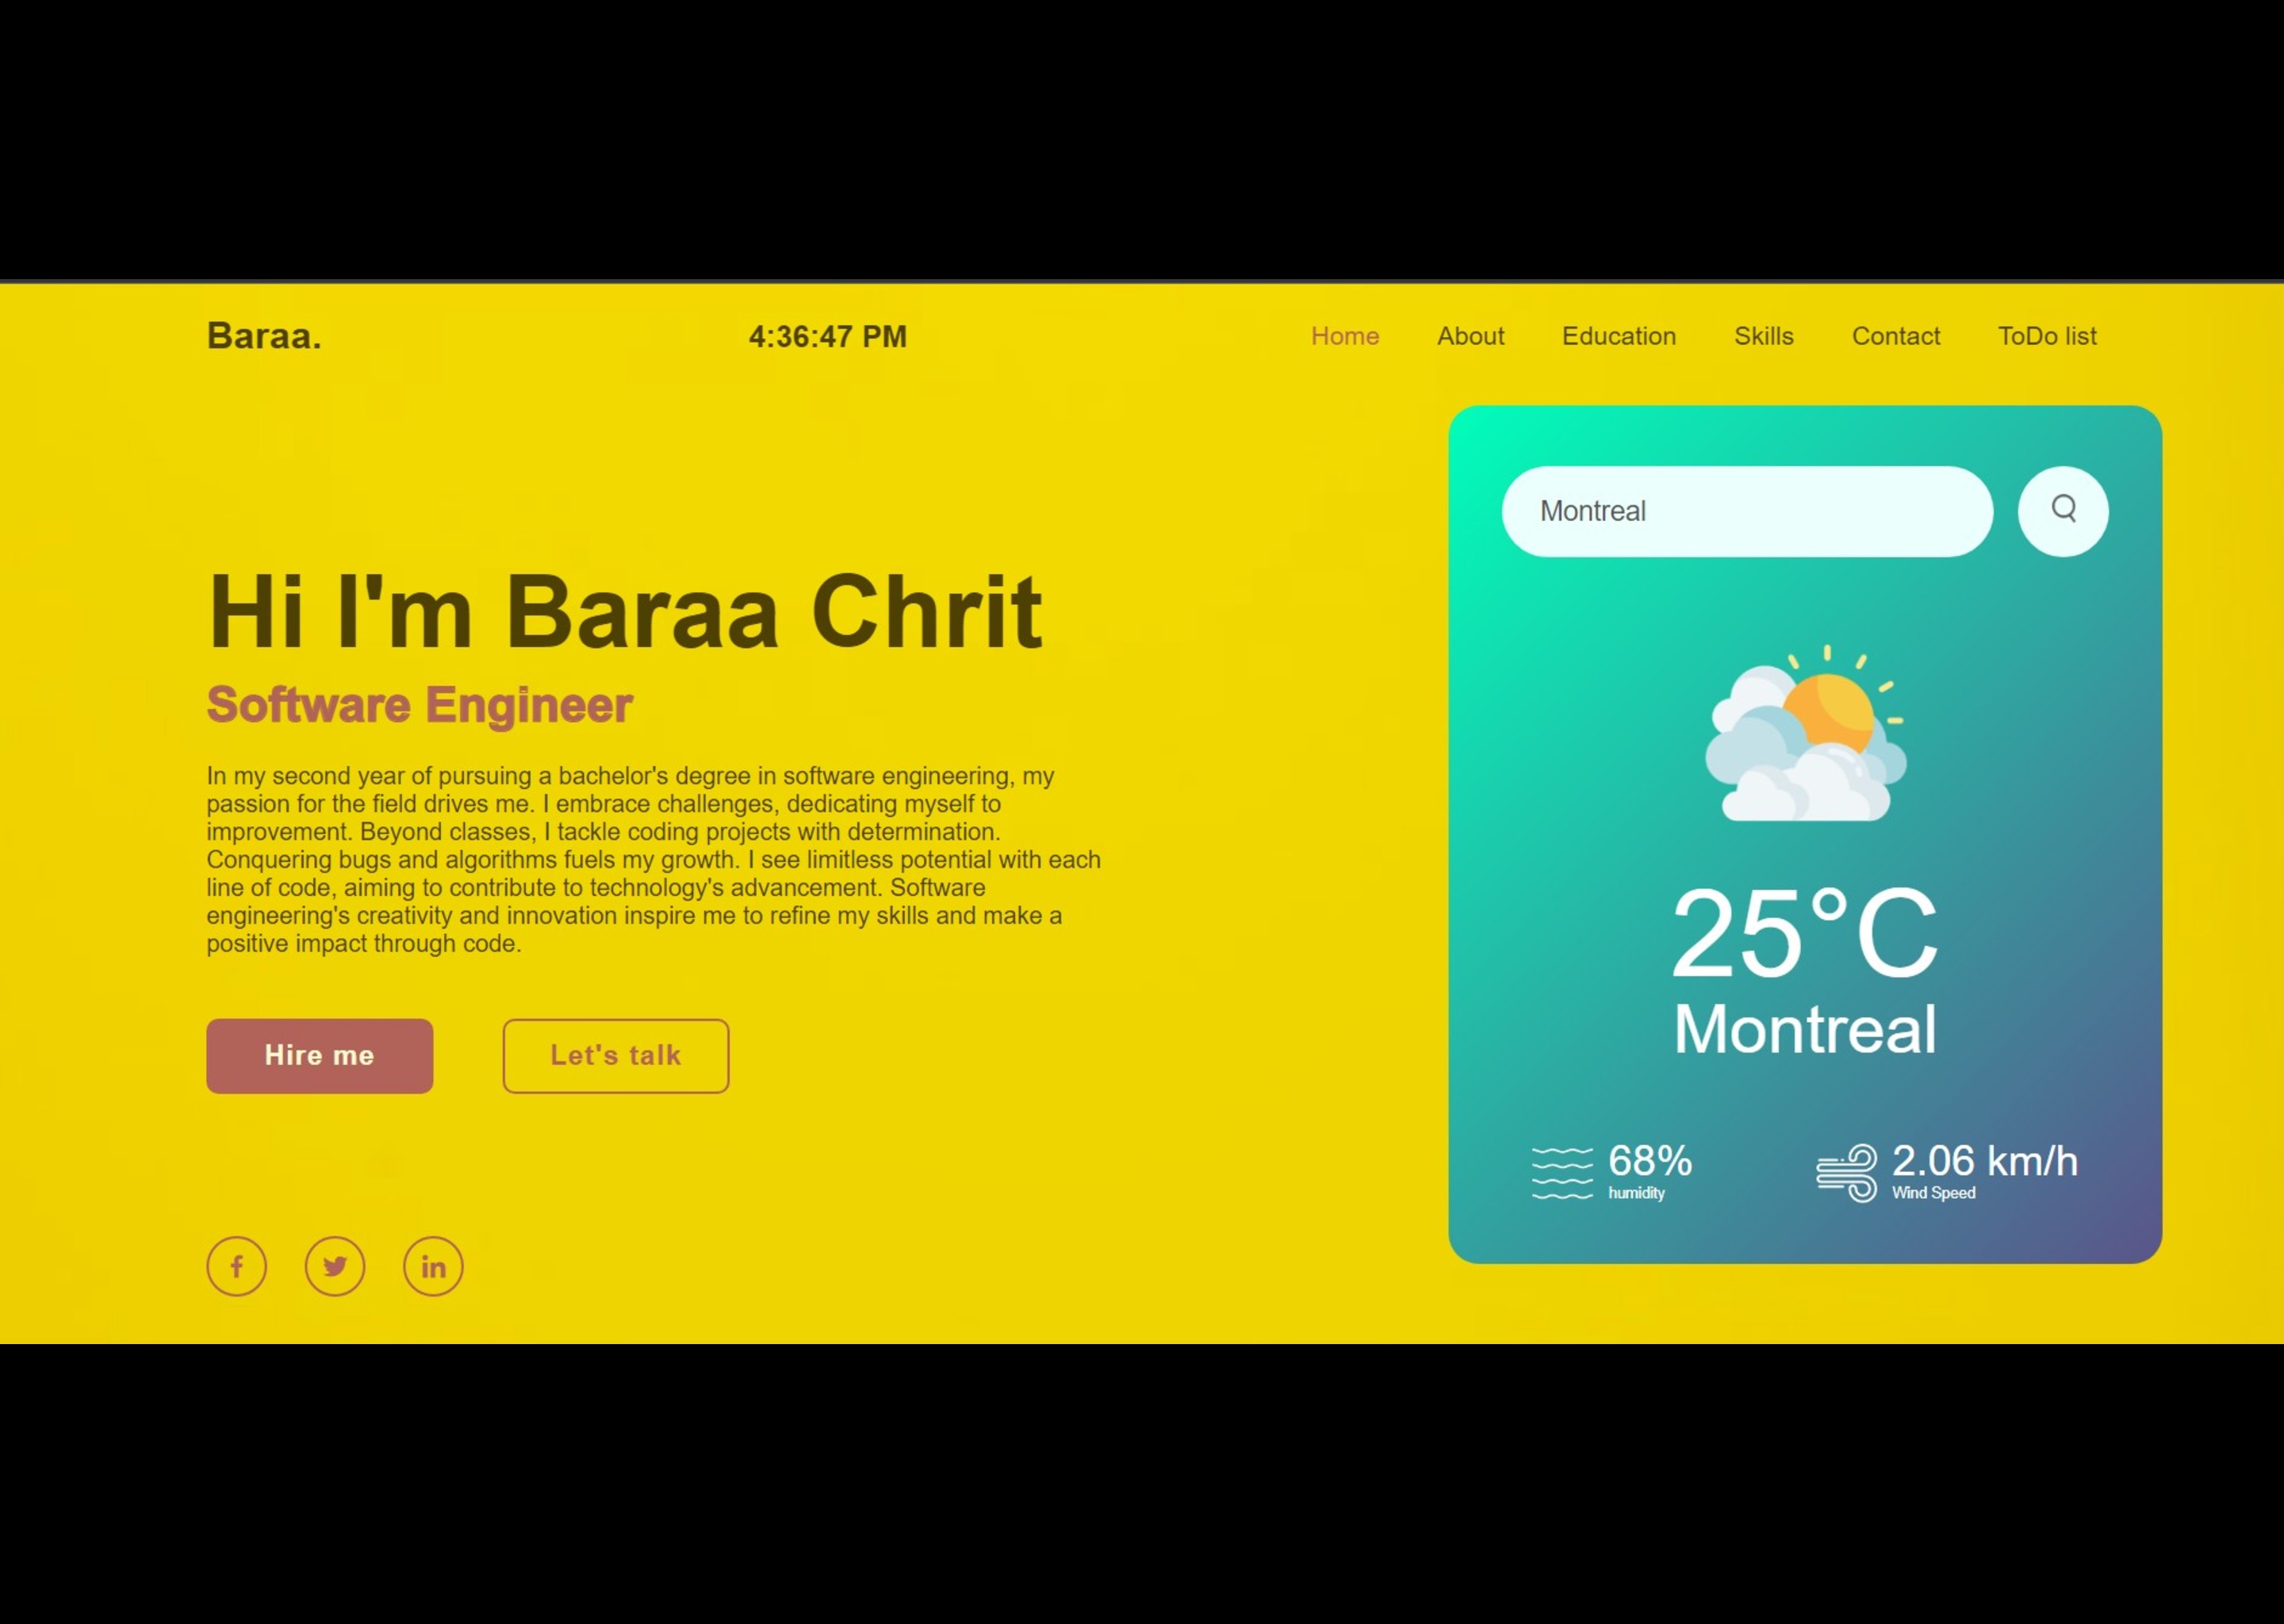 Baraa.
4:36:47 PM
Home
About
Education
Skills
Contact
ToDo list
Hi I'm Baraa Chrit
Software Engineer
In my second year of pursuing a bachelor's degree in software engineering, my
passion for the field drives me. I embrace challenges, dedicating myself to
improvement. Beyond classes, I tackle coding projects with determination.
Conquering bugs and algorithms fuels my growth. I see limitless potential with each
line of code, aiming to contribute to technology's advancement. Software
engineering's creativity and innovation inspire me to refine my skills and make a
positive impact through code.
Hire me
Let's talk
Montreal
25°C
Montreal
68%
humidity
2.06 km/h
Wind Speed